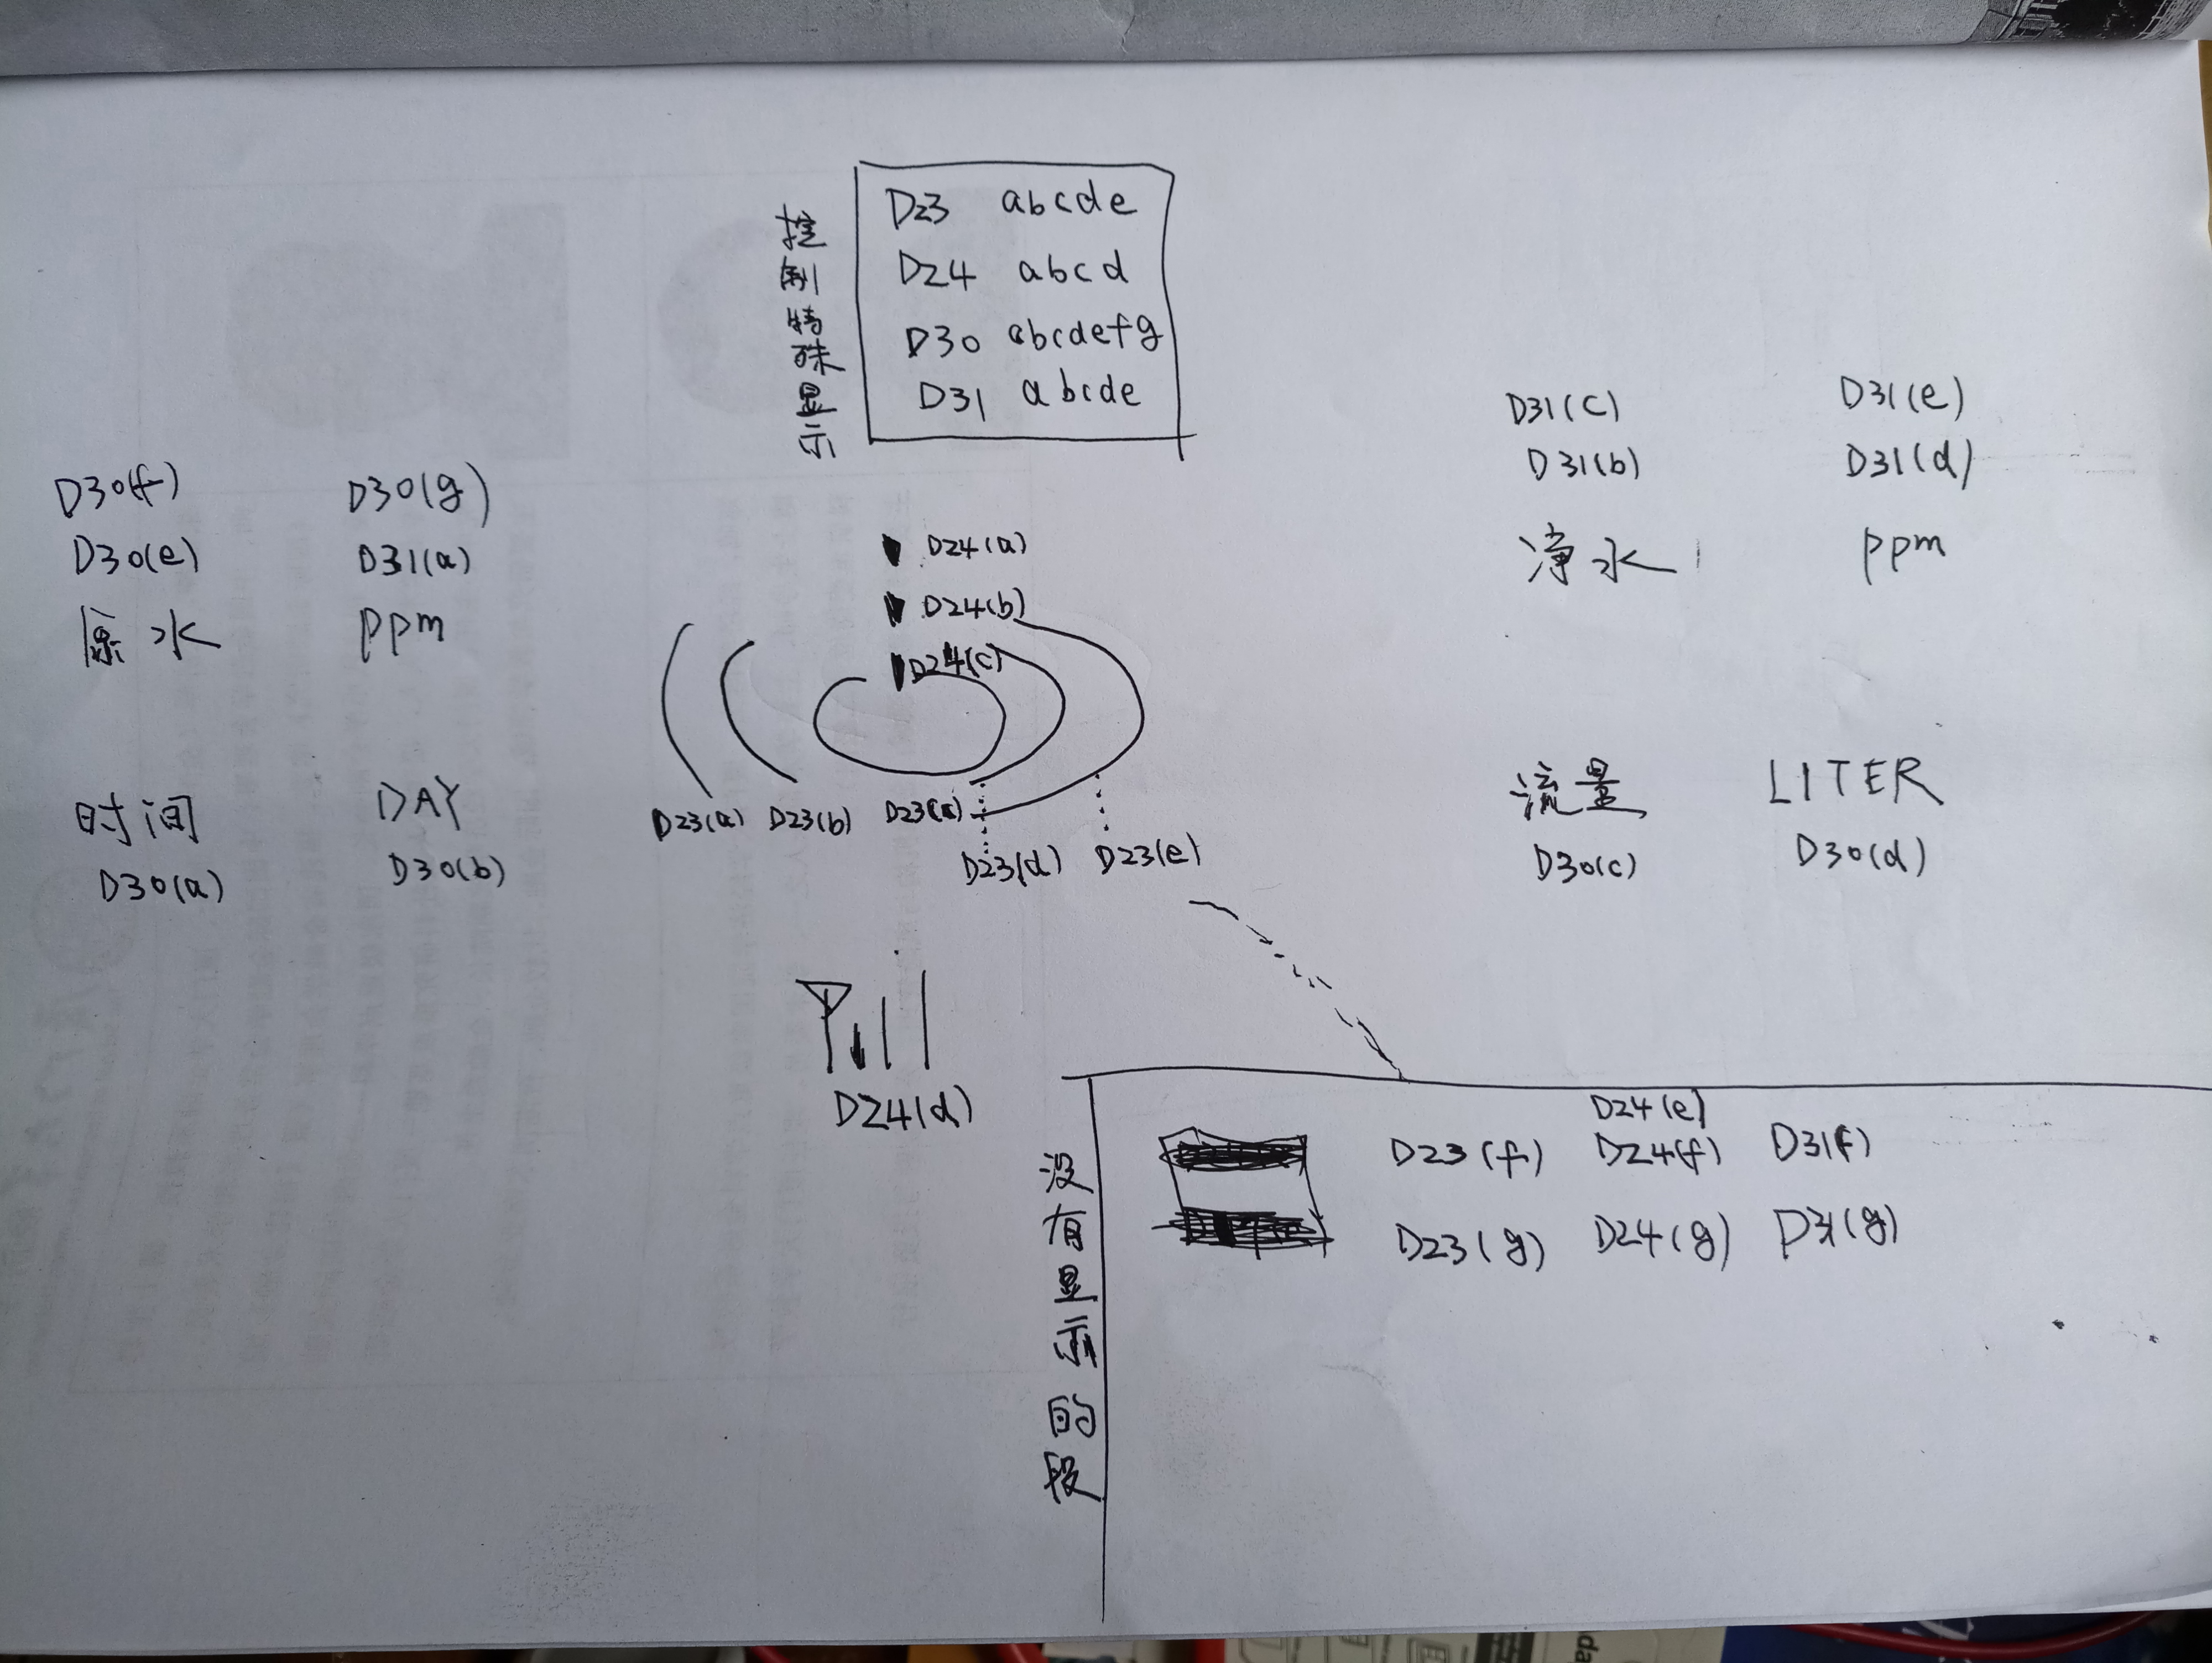 控制特殊显示
D23 abcde
D24 abcd
D30 abcdefg
D31 abcde
D30(f) D30(g)
D30(e) D31(a)
原水 ppm
时间 DAY
D30(a) D30(b)
D24(a)
D24(b)
D24(c)
D23(a) D23(b) D23(c)
D23(d) D23(e)
D24(d)
D31(c) D31(e)
D31(b) D31(d)
净水 ppm
流量 LITER
D30(c) D30(d)
没有显示的段
D24(e)
D23(f) D24(f) D31(f)
D23(g) D24(g) D31(g)